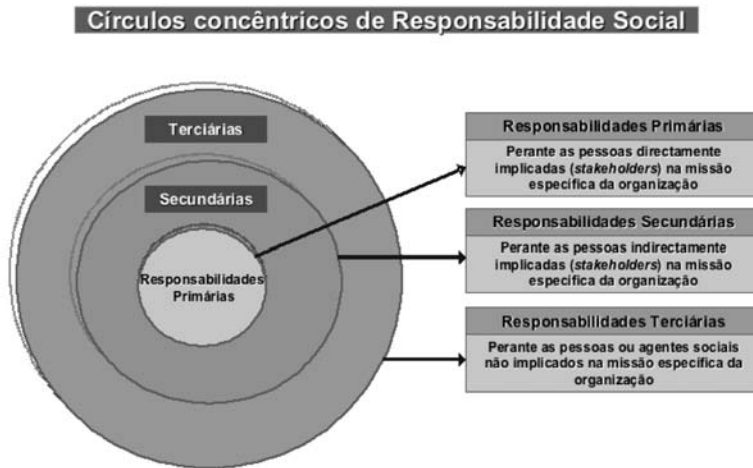 Círculos concêntricos de Responsabilidade Social
Terciárias
Secundárias
Responsabilidades
Primárias
Responsabilidades Primárias
Perante as pessoas directamente
implicadas (stakeholders) na missão
específica da organização
Responsabilidades Secundárias
Perante as pessoas indirectamente
implicadas (stakeholders) na missão
específica da organização
Responsabilidades Terciárias
Perante as pessoas ou agentes sociais
não implicados na missão específica da
organização